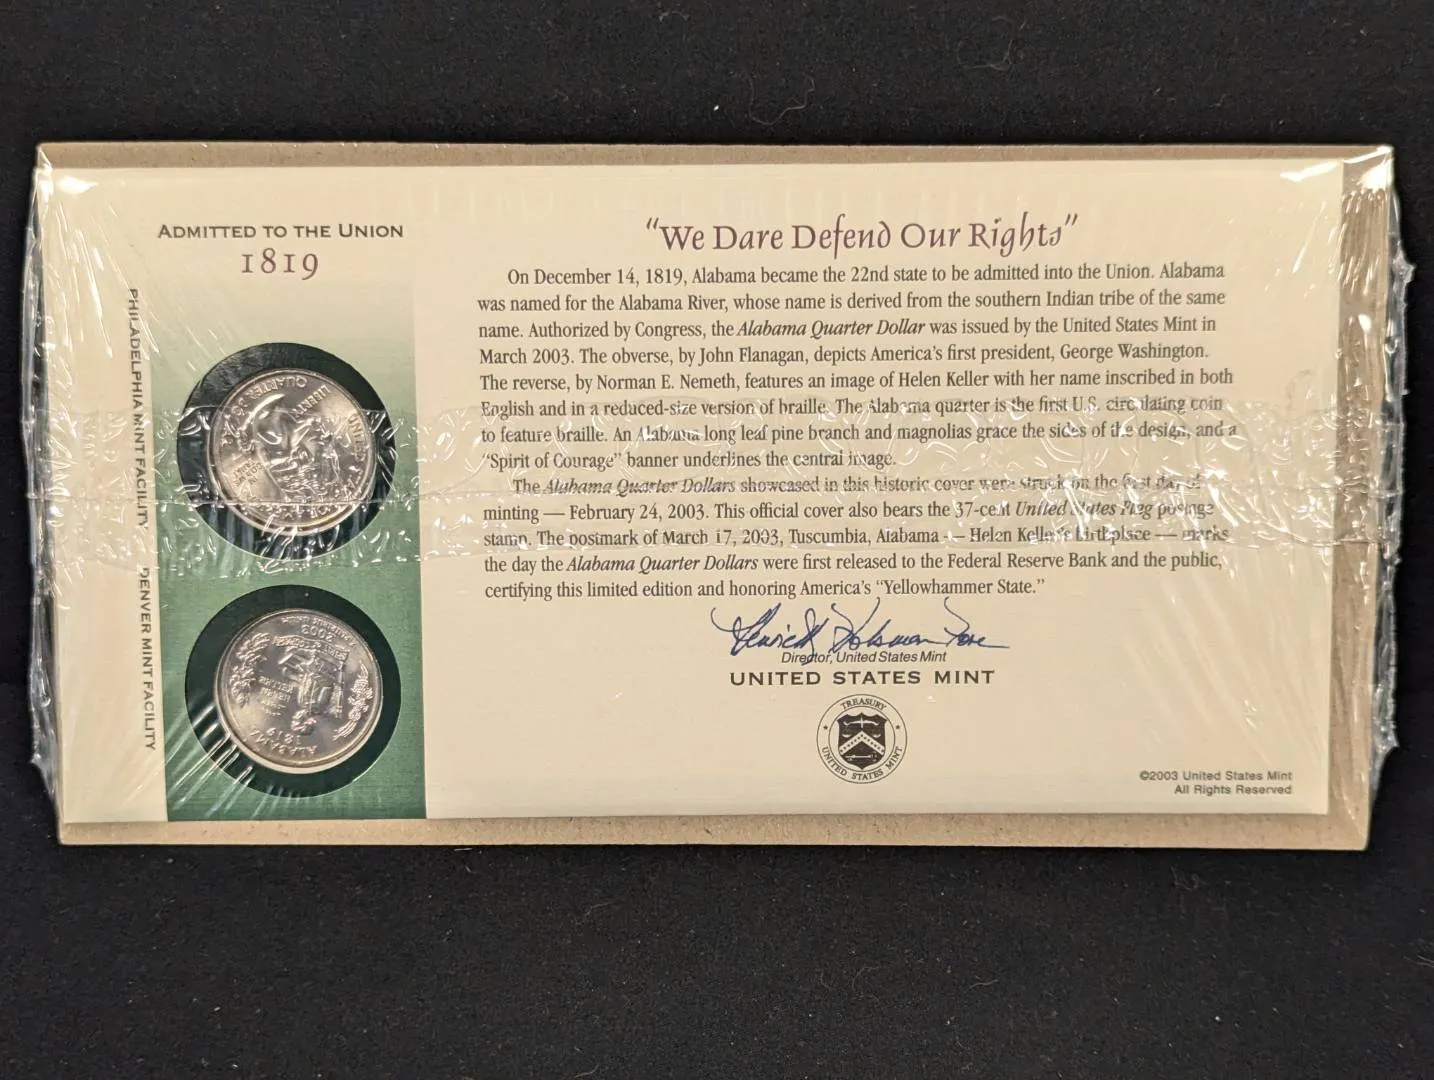 ADMITTED TO THE UNION
1819
PHILADELPHIA MINT FACILITY
DENVER MINT FACILITY
QUARTER
LIBERTY
UNITED
2003
1819
ALABAMA
"We Dare Defend Our Rights"
On December 14, 1819, Alabama became the 22nd state to be admitted into the Union. Alabama
was named for the Alabama River, whose name is derived from the southern Indian tribe of the same
name. Authorized by Congress, the Alabama Quarter Dollar was issued by the United States Mint in
March 2003. The obverse, by John Flanagan, depicts America's first president, George Washington.
The reverse, by Norman E. Nemeth, features an image of Helen Keller with her name inscribed in both
English and in a reduced-size version of braille. The Alabama quarter is the first U.S. circulating coin
to feature braille. An Alabama long leaf pine branch and magnolias grace the sides of the design, and a
"Spirit of Courage" banner underlines the central image.
The Alabama Quarter Dollars showcased in this historic cover were struck on the first day of
minting — February 24, 2003. This official cover also bears the 37-cent United States Flag postage
stamp. The postmark of March 17, 2003, Tuscumbia, Alabama — Helen Keller's birthplace — marks
the day the Alabama Quarter Dollars were first released to the Federal Reserve Bank and the public,
certifying this limited edition and honoring America's "Yellowhammer State."
Henrietta Holsman Fore
Director, United States Mint
UNITED STATES MINT
TREASURY
UNITED STATES MINT
©2003 United States Mint
All Rights Reserved